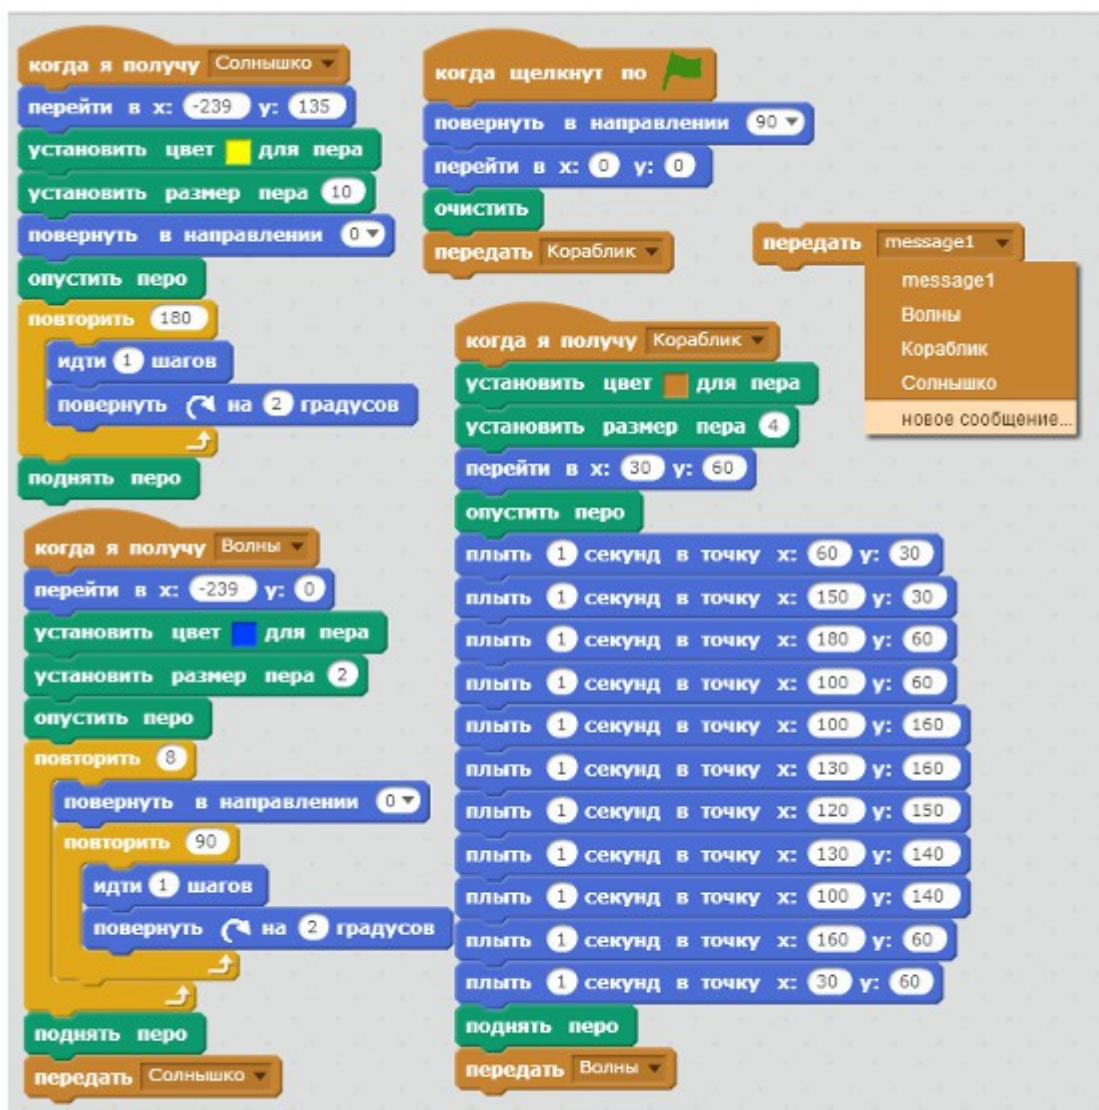 когда я получу Солнышко
перейти в x: -239 y: 135
установить цвет для пера
установить размер пера 10
повернуть в направлении 0
опустить перо
повторить 180
идти 1 шагов
повернуть на 2 градусов
поднять перо
когда я получу Волны
перейти в x: -239 y: 0
установить цвет для пера
установить размер пера 2
опустить перо
повторить 8
повернуть в направлении 0
повторить 90
идти 1 шагов
повернуть на 2 градусов
поднять перо
передать Солнышко
когда щелкнут по
повернуть в направлении 90
перейти в x: 0 y: 0
очистить
передать Кораблик
когда я получу Кораблик
установить цвет для пера
установить размер пера 4
перейти в x: 30 y: 60
опустить перо
плыть 1 секунд в точку x: 60 y: 30
плыть 1 секунд в точку x: 150 y: 30
плыть 1 секунд в точку x: 180 y: 60
плыть 1 секунд в точку x: 100 y: 60
плыть 1 секунд в точку x: 100 y: 160
плыть 1 секунд в точку x: 130 y: 160
плыть 1 секунд в точку x: 120 y: 150
плыть 1 секунд в точку x: 130 y: 140
плыть 1 секунд в точку x: 100 y: 140
плыть 1 секунд в точку x: 160 y: 60
плыть 1 секунд в точку x: 30 y: 60
поднять перо
передать Волны
передать message1
message1
Волны
Кораблик
Солнышко
новое сообщение...